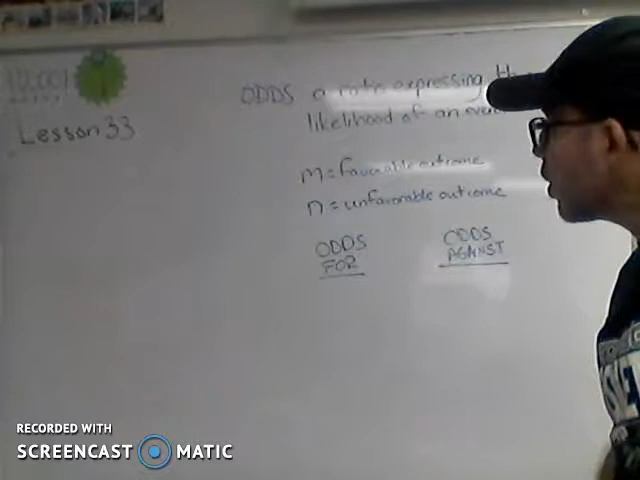 Lesson 33
ODDS a ratio expressing the
likelihood of an event
m = favorable outcome
n = unfavorable outcome
ODDS
FOR
ODDS
AGAINST
RECORDED WITH
SCREENCAST MATIC